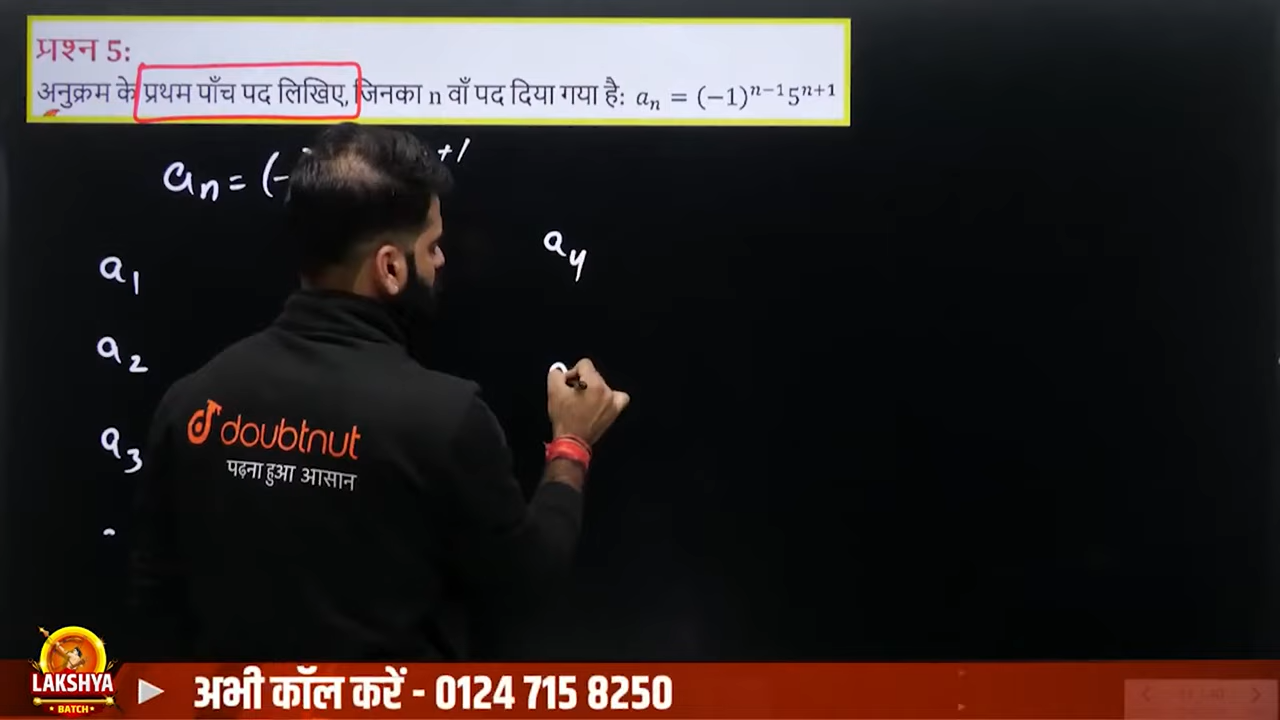 प्रश्न 5:
अनुक्रम के प्रथम पाँच पद लिखिए, जिनका n वाँ पद दिया गया है: aₙ = (−1)ⁿ⁻¹5ⁿ⁺¹
aₙ = (- +1
a₁
a₄
a₂
a₃
doubtnut
पढ़ना हुआ आसान
LAKSHYA
BATCH
अभी कॉल करें - 0124 715 8250